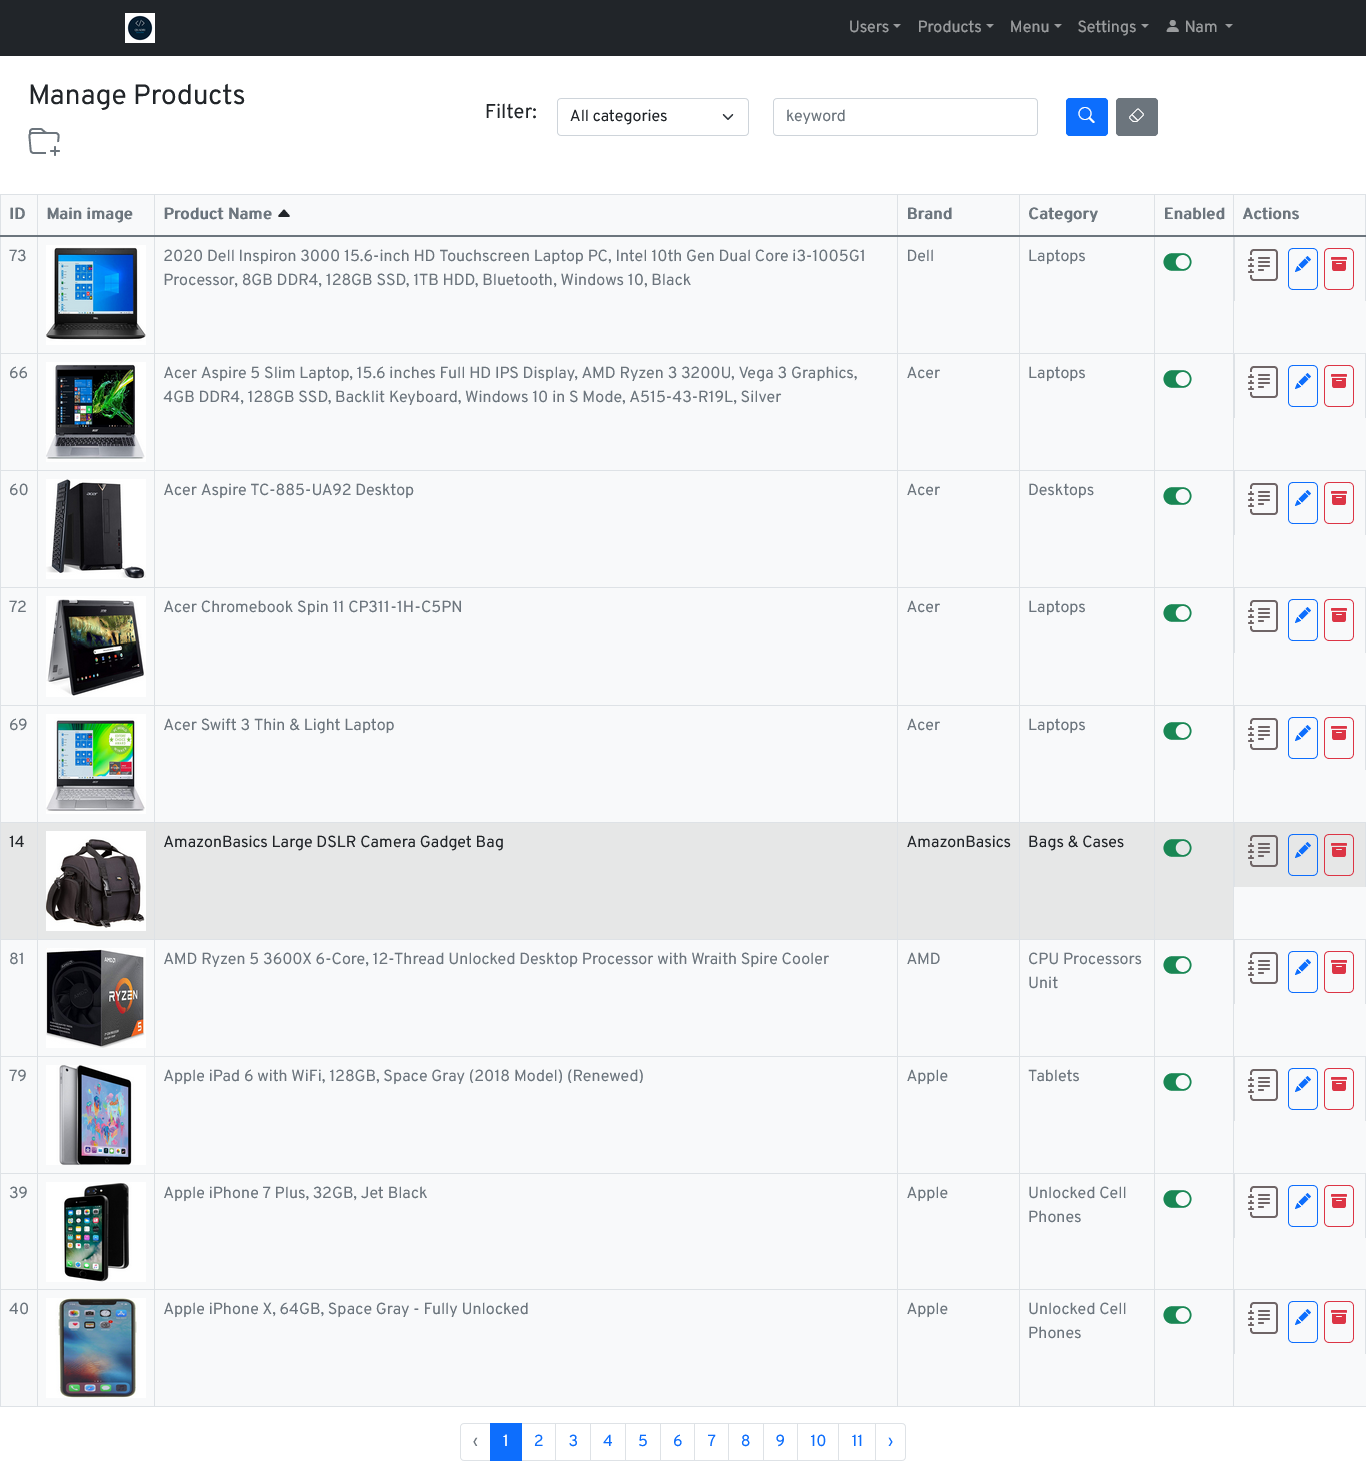 Users Products Menu Settings Nam
Manage Products
Filter: All categories keyword
ID Main image Product Name Brand Category Enabled Actions
73 2020 Dell Inspiron 3000 15.6-inch HD Touchscreen Laptop PC, Intel 10th Gen Dual Core i3-1005G1 Dell Laptops
Processor, 8GB DDR4, 128GB SSD, 1TB HDD, Bluetooth, Windows 10, Black
66 Acer Aspire 5 Slim Laptop, 15.6 inches Full HD IPS Display, AMD Ryzen 3 3200U, Vega 3 Graphics, Acer Laptops
4GB DDR4, 128GB SSD, Backlit Keyboard, Windows 10 in S Mode, A515-43-R19L, Silver
60 Acer Aspire TC-885-UA92 Desktop Acer Desktops
72 Acer Chromebook Spin 11 CP311-1H-C5PN Acer Laptops
69 Acer Swift 3 Thin & Light Laptop Acer Laptops
14 AmazonBasics Large DSLR Camera Gadget Bag AmazonBasics Bags & Cases
81 AMD Ryzen 5 3600X 6-Core, 12-Thread Unlocked Desktop Processor with Wraith Spire Cooler AMD CPU Processors
Unit
RYZEN
5
79 Apple iPad 6 with WiFi, 128GB, Space Gray (2018 Model) (Renewed) Apple Tablets
39 Apple iPhone 7 Plus, 32GB, Jet Black Apple Unlocked Cell
Phones
40 Apple iPhone X, 64GB, Space Gray - Fully Unlocked Apple Unlocked Cell
Phones
‹ 1 2 3 4 5 6 7 8 9 10 11 ›